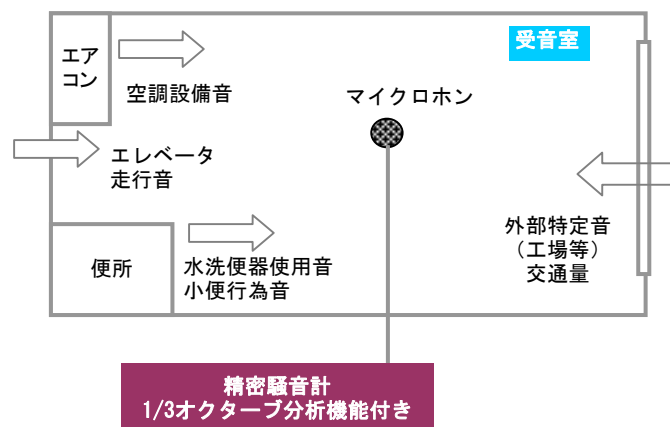 エア
コン
空調設備音
受音室
マイクロホン
エレベータ
走行音
便所
水洗便器使用音
小便行為音
外部特定音
（工場等）
交通量
精密騒音計
1/3オクターブ分析機能付き